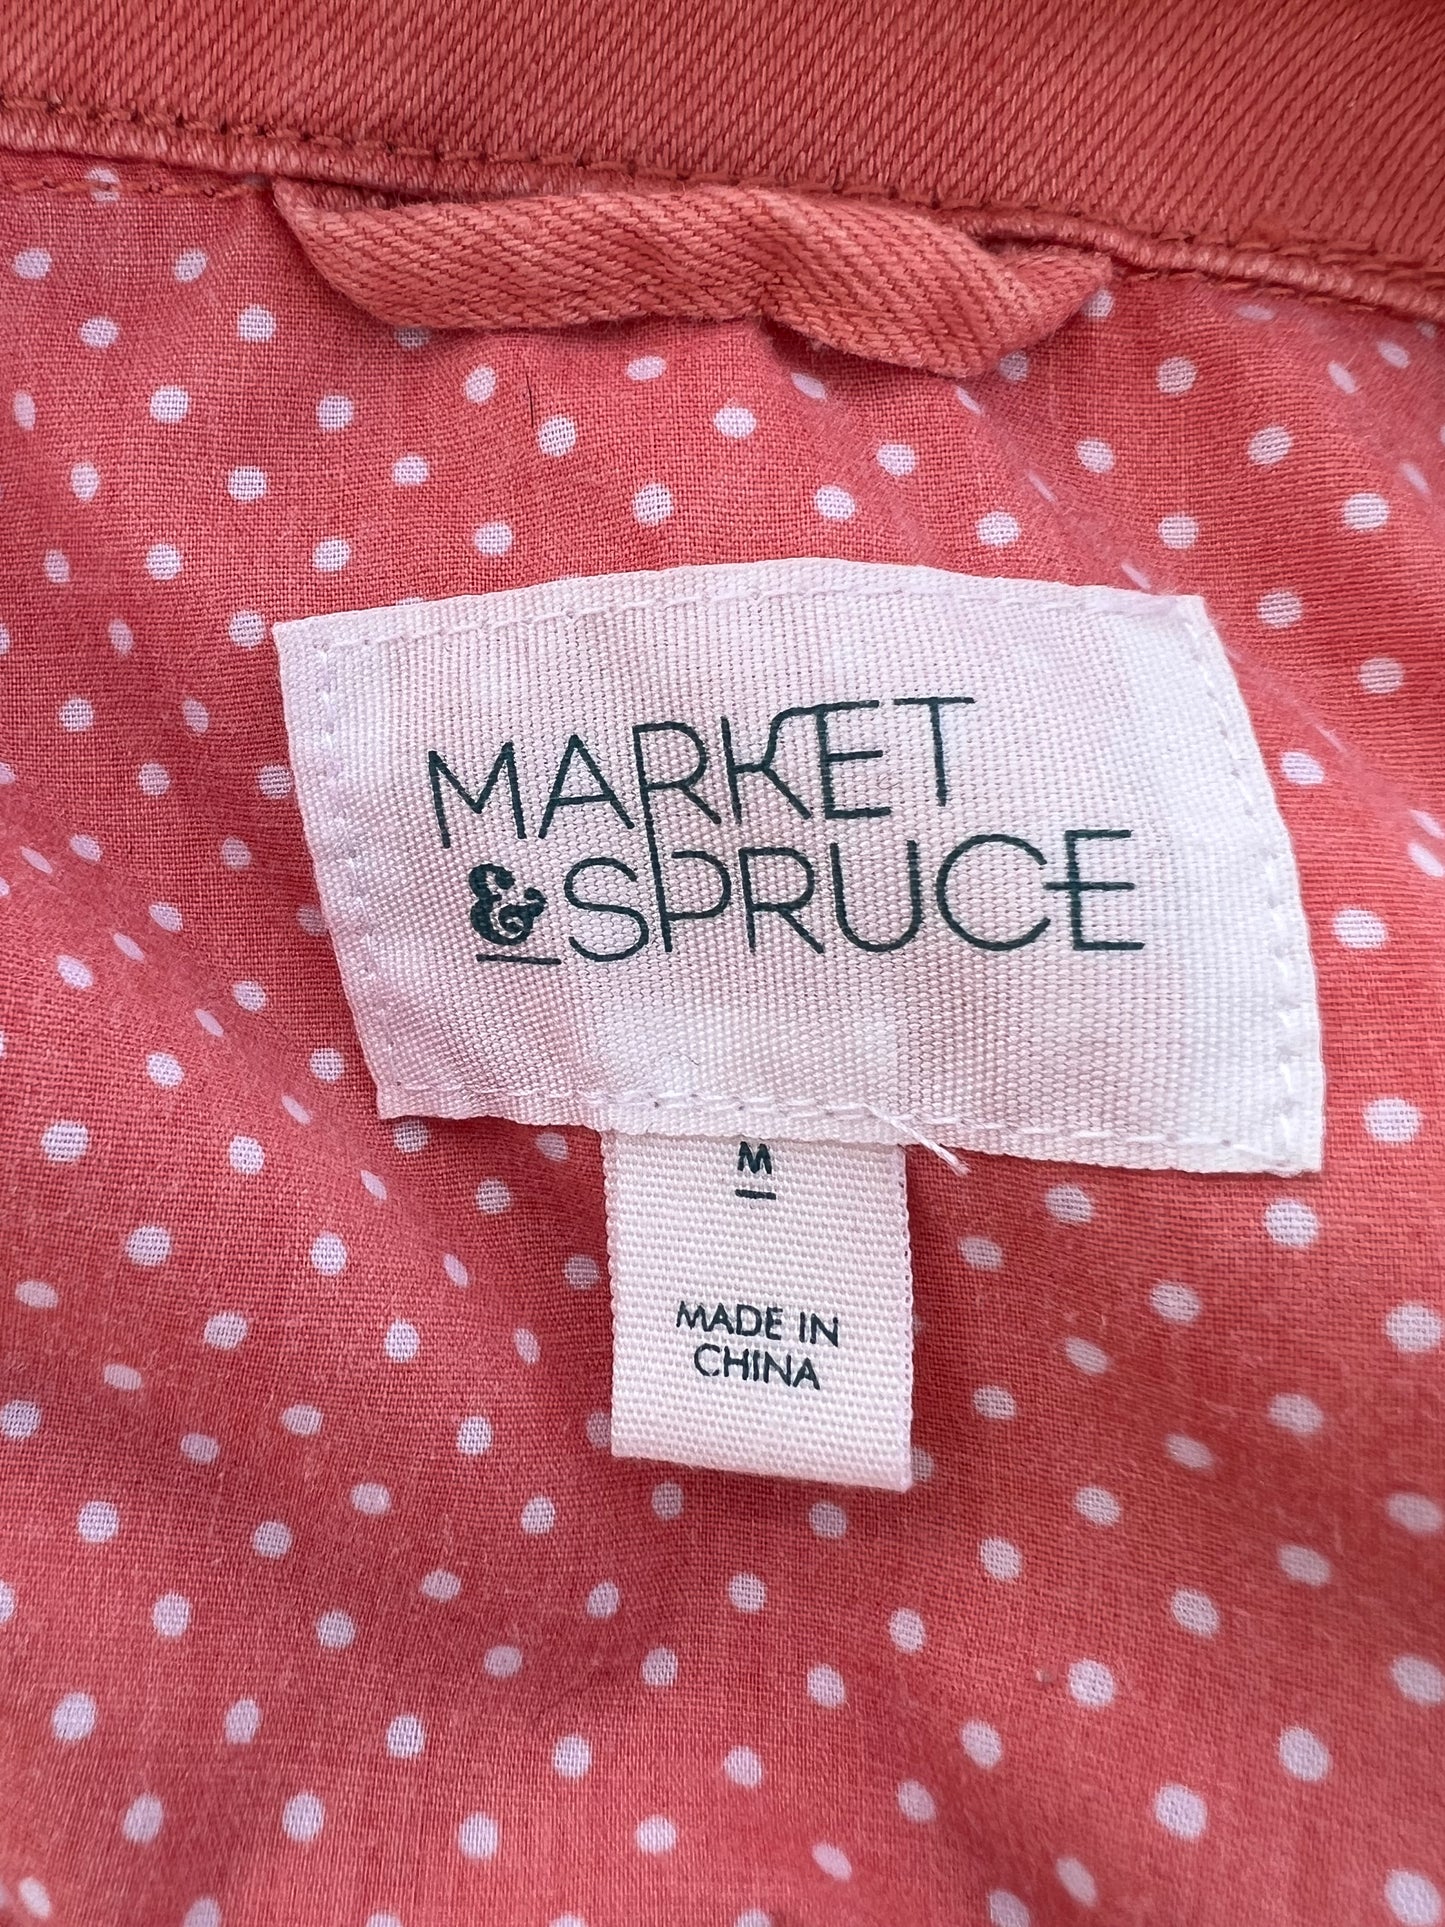 MARKET
& SPRUCE
M
MADE IN
CHINA